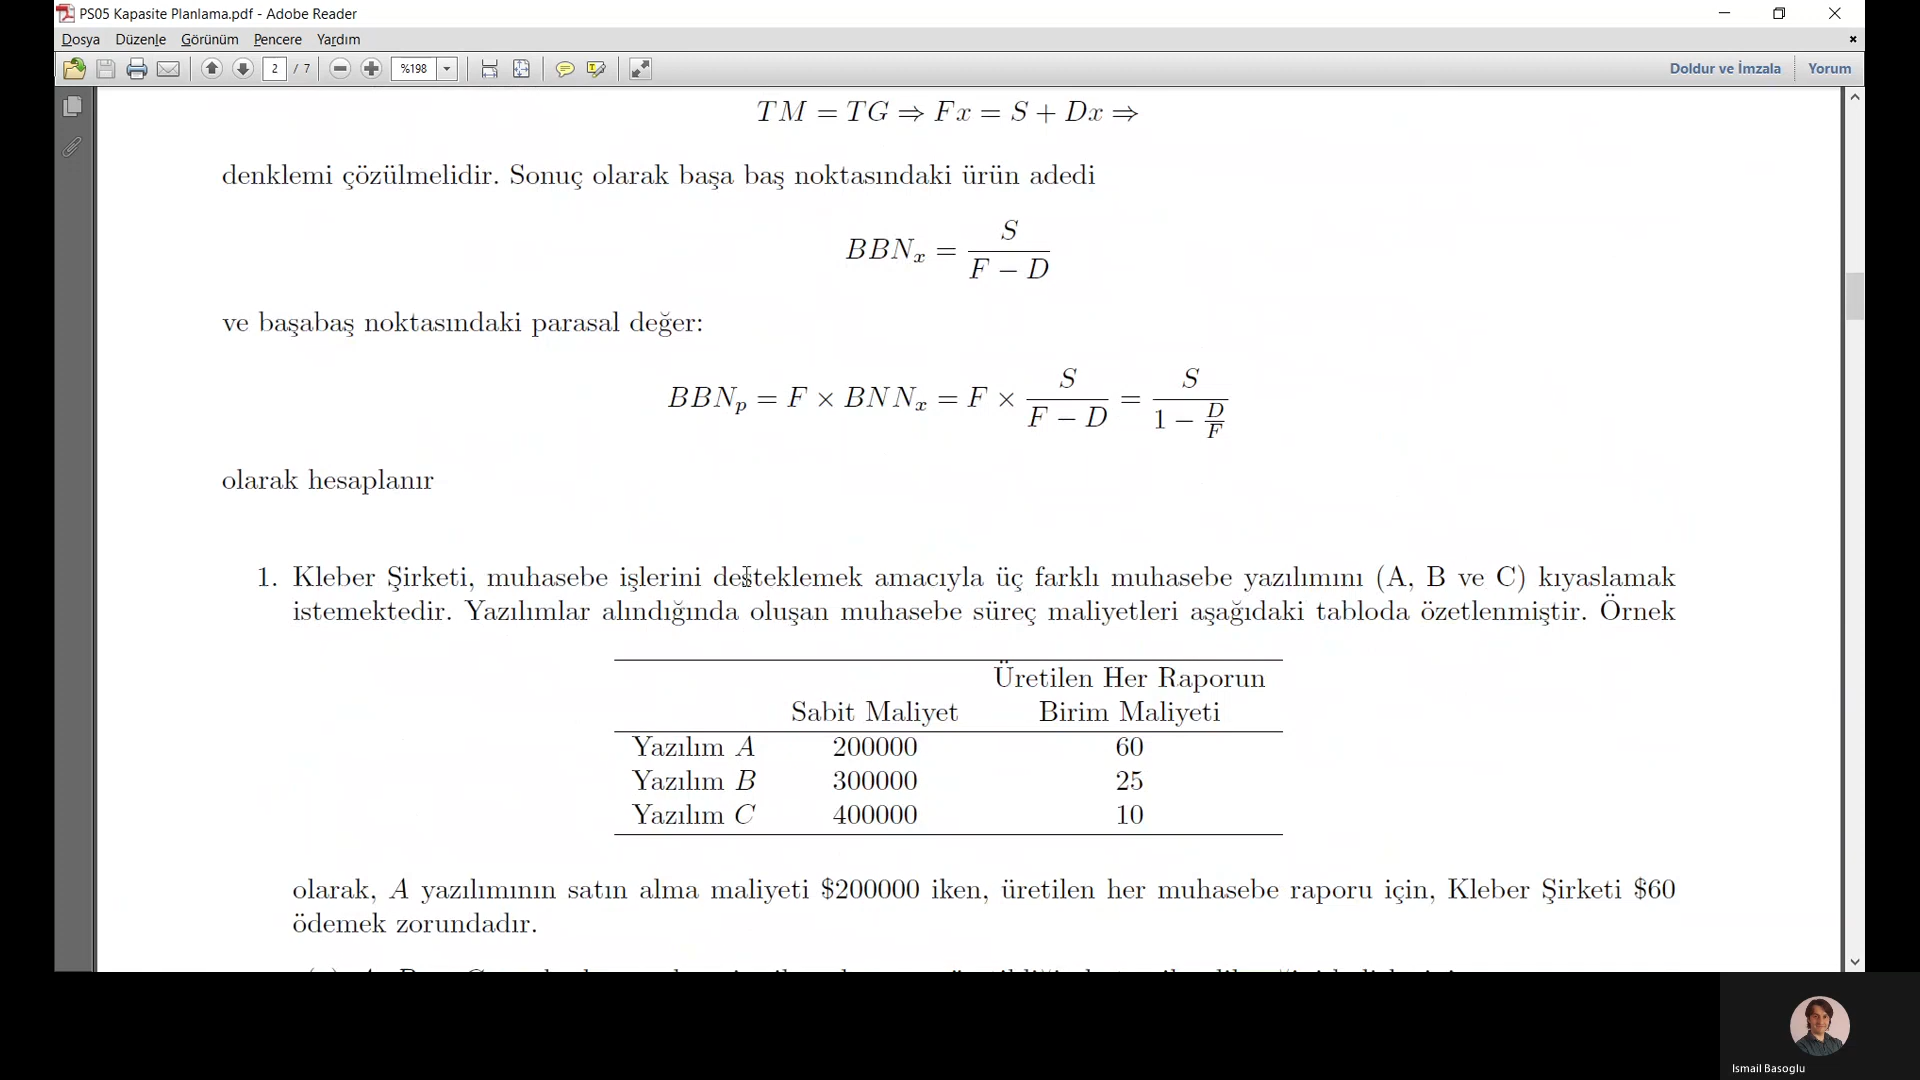 PS05 Kapasite Planlama.pdf - Adobe Reader
Dosya Düzenle Görünüm Pencere Yardım
2 / 7 %198 Doldur ve İmzala Yorum
TM = TG ⇒ Fx = S + Dx ⇒
denklemi çözülmelidir. Sonuç olarak başa baş noktasındaki ürün adedi
BBN_x = S / (F − D)
ve başabaş noktasındaki parasal değer:
BBN_p = F × BNN_x = F × S / (F − D) = S / (1 − D/F)
olarak hesaplanır
1. Kleber Şirketi, muhasebe işlerini desteklemek amacıyla üç farklı muhasebe yazılımını (A, B ve C) kıyaslamak
istemektedir. Yazılımlar alındığında oluşan muhasebe süreç maliyetleri aşağıdaki tabloda özetlenmiştir. Örnek
Üretilen Her Raporun
Sabit Maliyet Birim Maliyeti
Yazılım A 200000 60
Yazılım B 300000 25
Yazılım C 400000 10
olarak, A yazılımının satın alma maliyeti $200000 iken, üretilen her muhasebe raporu için, Kleber Şirketi $60
ödemek zorundadır.
Ismail Basoglu